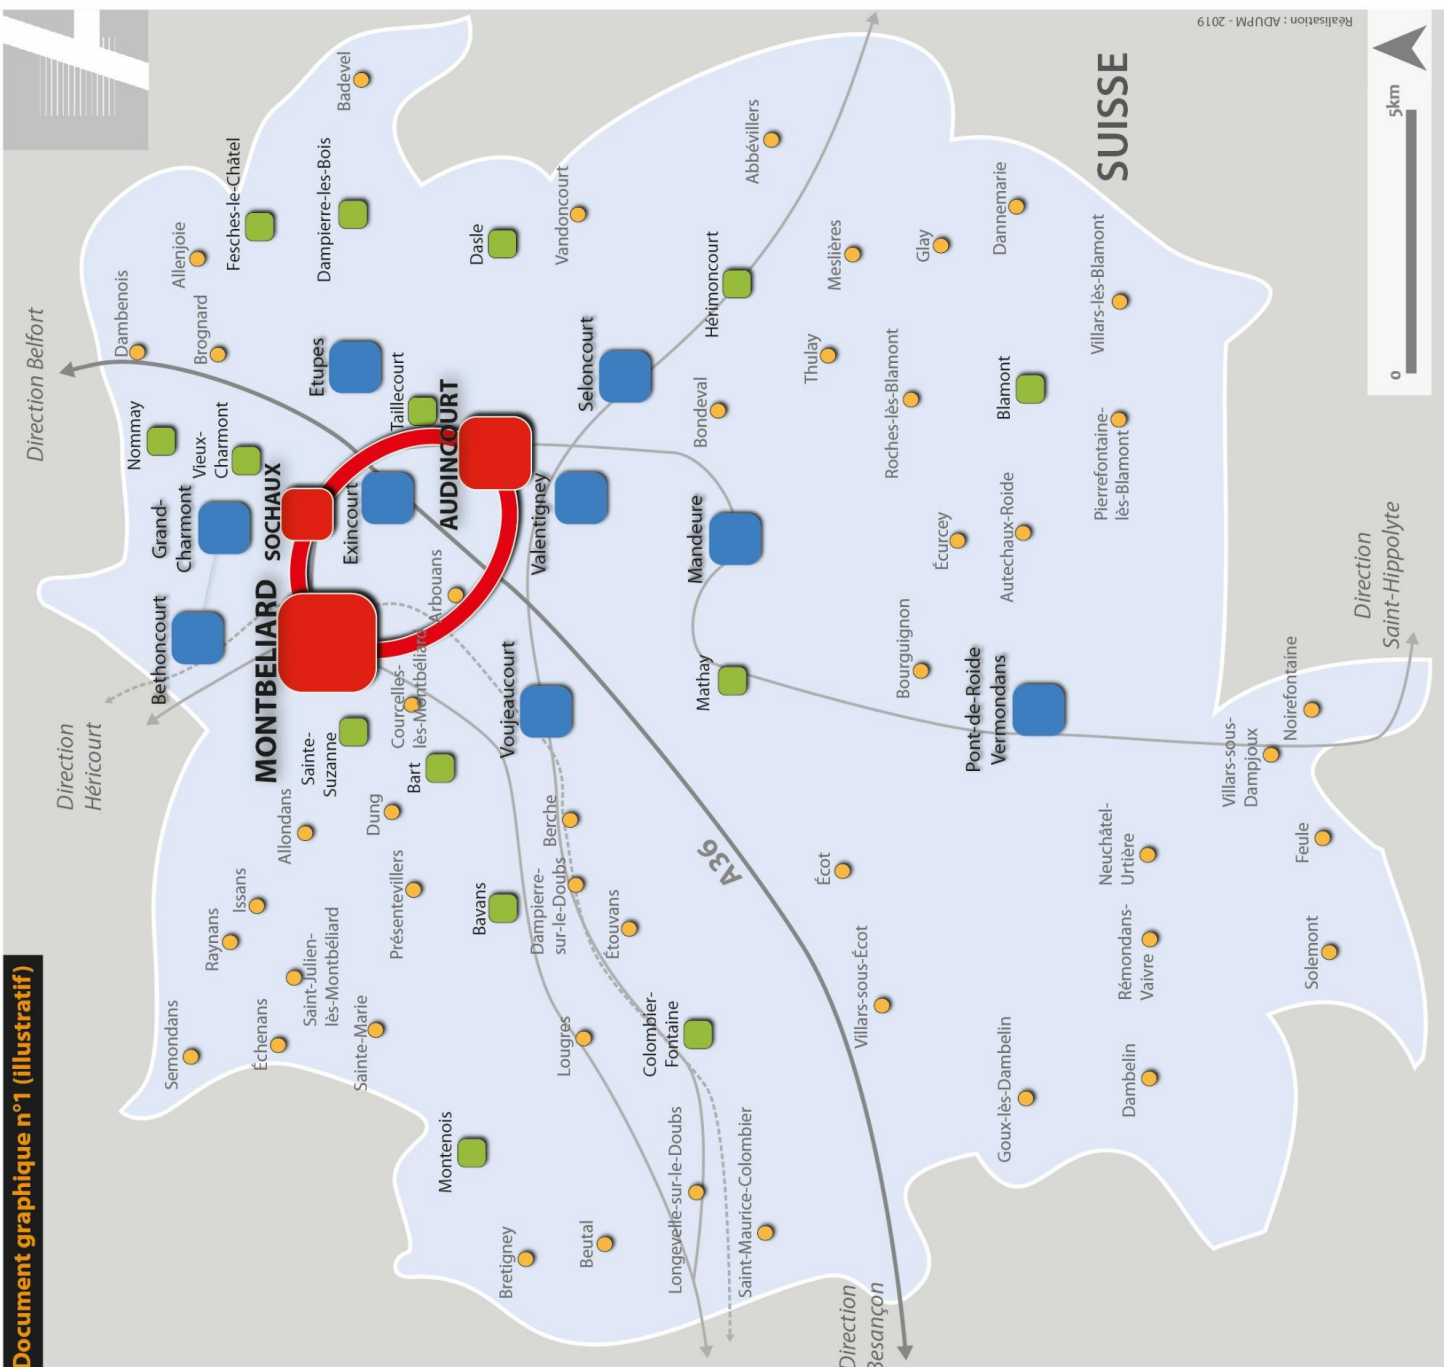 Document graphique n°1 (illustratif)
Direction
Héricourt
Direction Belfort
Semondans
Raynans
Issans
Allondans
Échenans
Saint-Julien-
lès-Montbéliard
Sainte-Marie
Présentevillers
Dung
Sainte-
Suzanne
Bart
Courcelles-
lès-Montbéliard
MONTBELIARD
Bethoncourt
Grand-
Charmont
SOCHAUX
Vieux-
Charmont
Nommay
Dambenois
Brognard
Allenjoie
Fesches-le-Châtel
Dampierre-les-Bois
Badevel
Etupes
Taillecourt
Exincourt
AUDINCOURT
Arbouans
Dasle
Vandoncourt
Montenois
Bretigney
Beutal
Bavans
Lougres
Dampierre-
sur-le-Doubs
Berche
Étouvans
Voujeaucourt
Valentigney
Seloncourt
Hérimoncourt
Abbévillers
Colombier-
Fontaine
Longevelle-sur-le-Doubs
Saint-Maurice-Colombier
Mathay
Mandeure
Bondeval
Thulay
Meslières
Glay
Dannemarie
SUISSE
A36
Direction
Besançon
Écot
Villars-sous-Écot
Bourguignon
Écurcey
Roches-lès-Blamont
Autechaux-Roide
Blamont
Villars-lès-Blamont
Pierrefontaine-
lès-Blamont
Pont-de-Roide
Vermondans
Goux-lès-Dambelin
Dambelin
Rémondans-
Vaivre
Neuchâtel-
Urtière
Villars-sous-
Dampjoux
Noirefontaine
Feule
Solemont
Direction
Saint-Hippolyte
0
5km
Réalisation : ADUPM - 2019